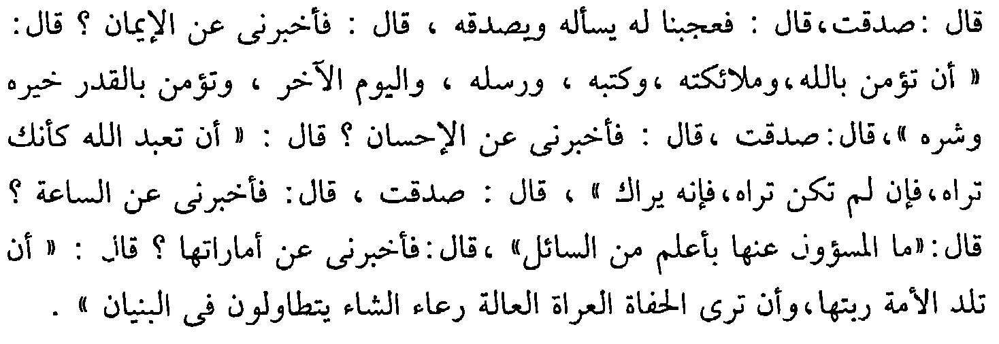 قال : صدقت، قال : فعجبنا له يسأله ويصدقه ، قال : فأخبرنى عن الإيمان ؟ قال :
« أن تؤمن بالله، وملائكته ، وكتبه ، ورسله ، واليوم الآخر ، وتؤمن بالقدر خيره
وشره »، قال : صدقت ، قال : فأخبرنى عن الإحسان ؟ قال : « أن تعبد الله كأنك
تراه، فإن لم تكن تراه، فإنه يراك » ، قال : صدقت ، قال : فأخبرنى عن الساعة ؟
قال : «ما المسؤول عنها بأعلم من السائل» ، قال : فأخبرنى عن أماراتها ؟ قال : « أن
تلد الأمة ربتها، وأن ترى الحفاة العراة العالة رعاء الشاء يتطاولون فى البنيان » .